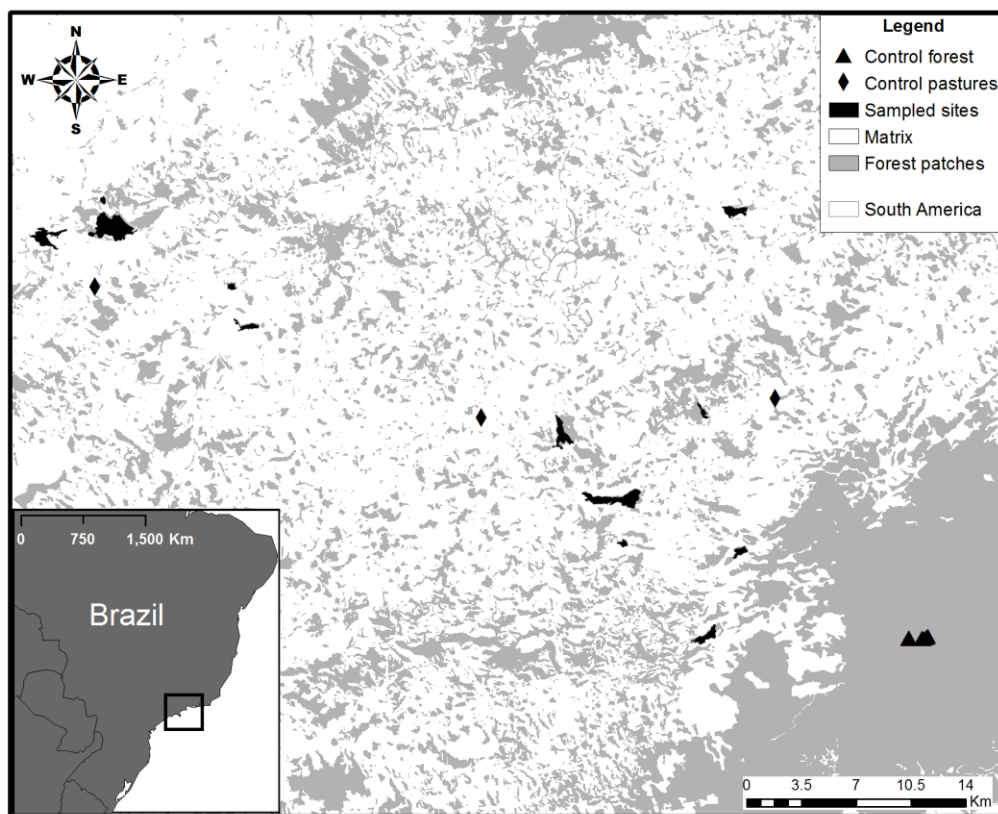 N
W E
S
Legend
Control forest
Control pastures
Sampled sites
Matrix
Forest patches
South America
0 750 1,500 Km
Brazil
0 3.5 7 10.5 14
Km